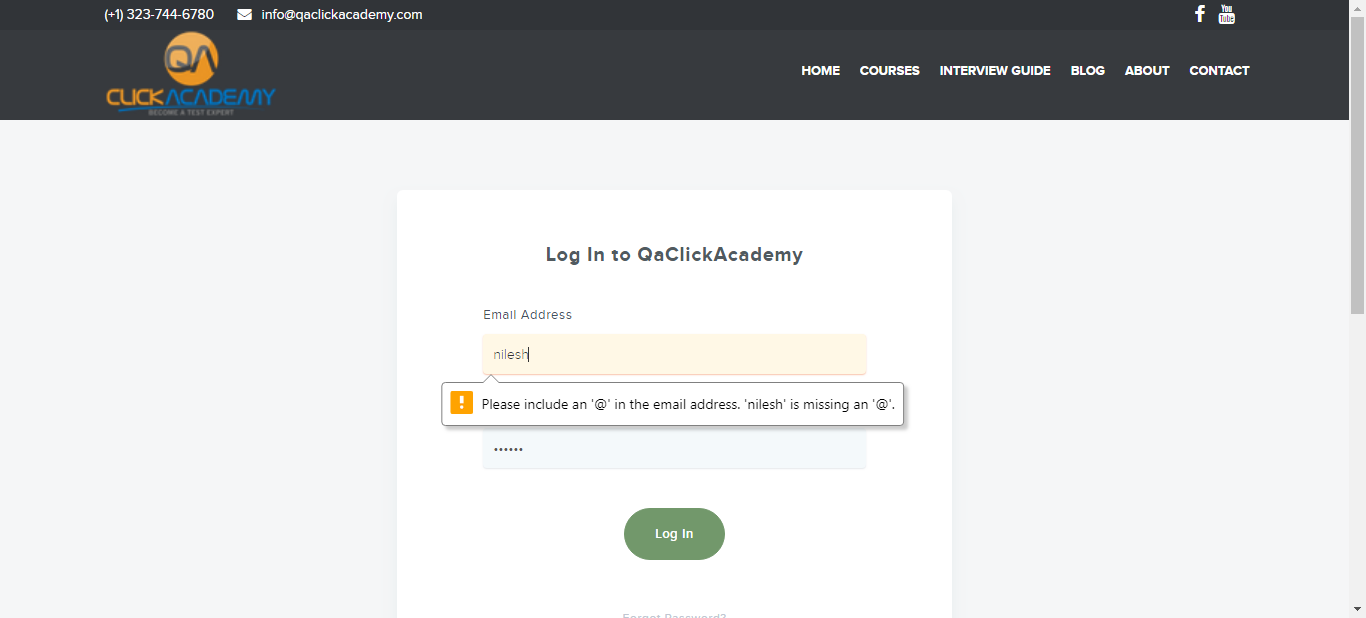 (+1) 323-744-6780 info@qaclickacademy.com You Tube
QA
CLICKACADEMY
BECOME A TEST EXPERT
HOME COURSES INTERVIEW GUIDE BLOG ABOUT CONTACT
Log In to QaClickAcademy
Email Address
nilesh
Please include an '@' in the email address. 'nilesh' is missing an '@'.
••••••
Log In
Forgot Password?